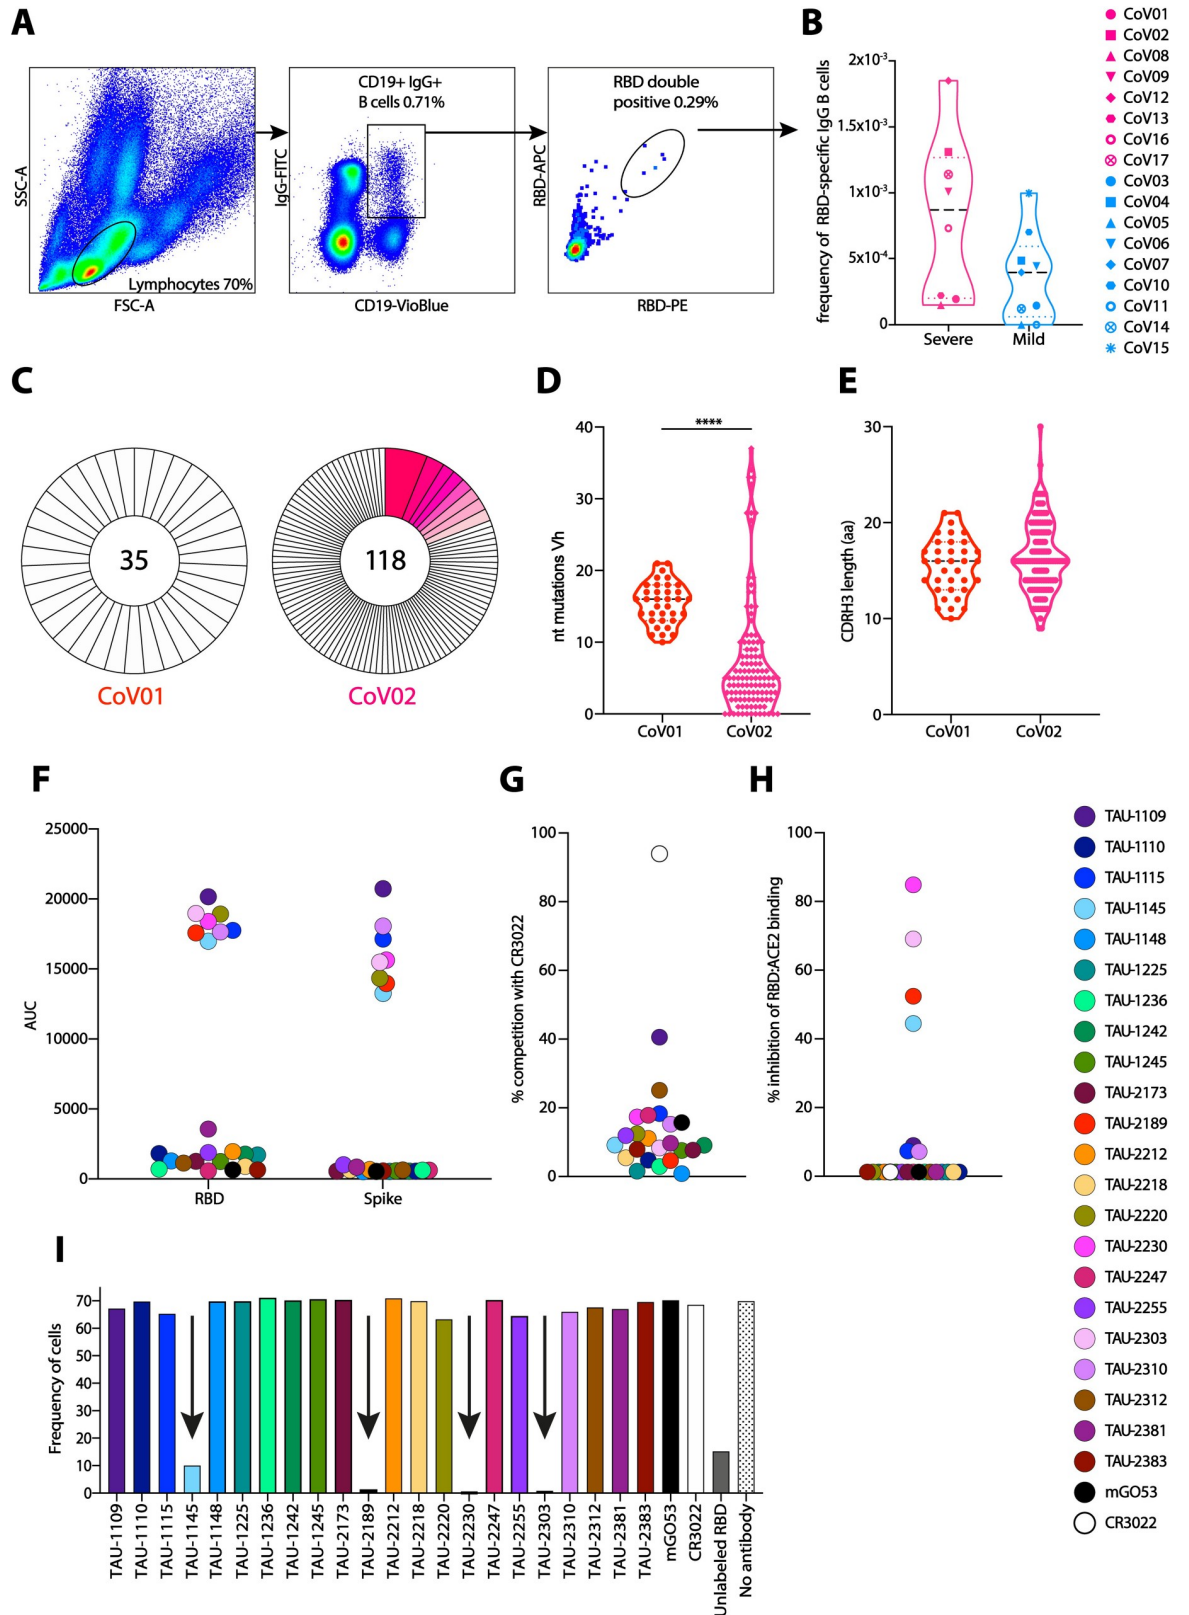 A
SSC-A
Lymphocytes 70%
FSC-A
CD19+ IgG+
B cells 0.71%
IgG-FITC
CD19-VioBlue
RBD double
positive 0.29%
RBD-APC
RBD-PE
B
frequency of RBD-specific IgG B cells
2x10⁻³
1.5x10⁻³
1x10⁻³
5x10⁻⁴
0
Severe
Mild
CoV01
CoV02
CoV08
CoV09
CoV12
CoV13
CoV16
CoV17
CoV03
CoV04
CoV05
CoV06
CoV07
CoV10
CoV11
CoV14
CoV15
C
35
CoV01
118
CoV02
D
nt mutations Vh
40
30
20
10
0
****
CoV01
CoV02
E
CDRH3 length (aa)
30
20
10
0
CoV01
CoV02
F
AUC
25000
20000
15000
10000
5000
0
RBD
Spike
G
% competition with CR3022
100
80
60
40
20
0
H
% inhibition of RBD:ACE2 binding
100
80
60
40
20
0
TAU-1109
TAU-1110
TAU-1115
TAU-1145
TAU-1148
TAU-1225
TAU-1236
TAU-1242
TAU-1245
TAU-2173
TAU-2189
TAU-2212
TAU-2218
TAU-2220
TAU-2230
TAU-2247
TAU-2255
TAU-2303
TAU-2310
TAU-2312
TAU-2381
TAU-2383
mGO53
CR3022
I
Frequency of cells
70
60
50
40
30
20
10
0
TAU-1109
TAU-1110
TAU-1115
TAU-1145
TAU-1148
TAU-1225
TAU-1236
TAU-1242
TAU-1245
TAU-2173
TAU-2189
TAU-2212
TAU-2218
TAU-2220
TAU-2230
TAU-2247
TAU-2255
TAU-2303
TAU-2310
TAU-2312
TAU-2381
TAU-2383
mGO53
CR3022
Unlabeled RBD
No antibody